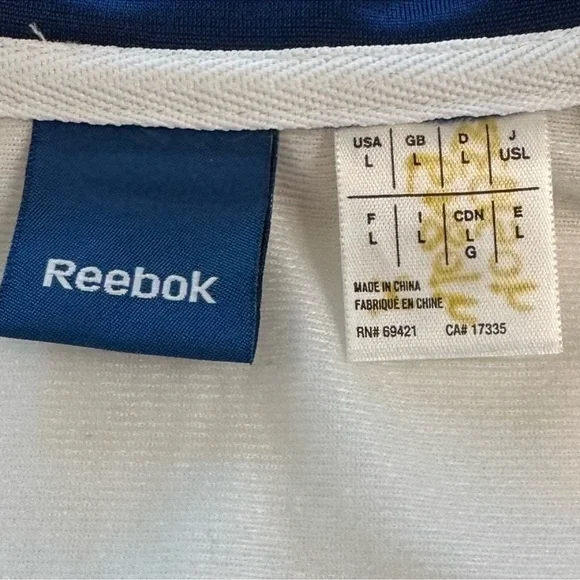 Reebok
USA GB D J
L L L USL
F I CDN E
L L L L
G
MADE IN CHINA
FABRIQUÉ EN CHINE
RN# 69421 CA# 17335